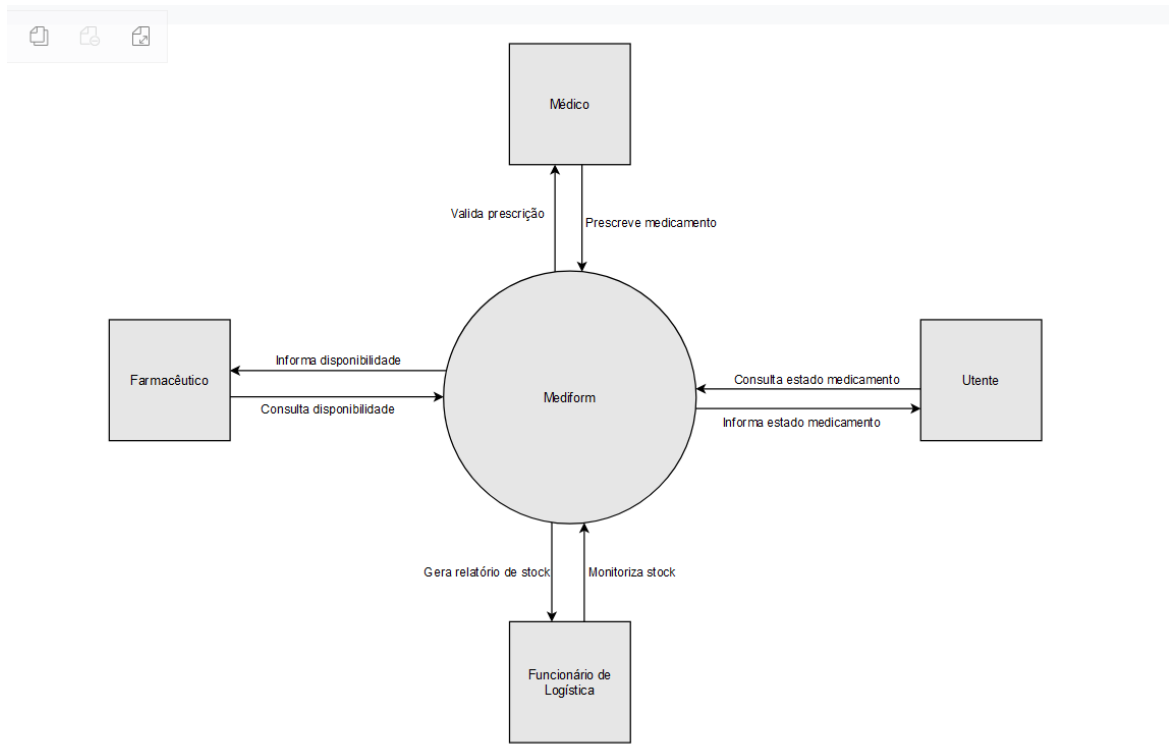 Médico
Valida prescrição
Prescreve medicamento
Informa disponibilidade
Farmacêutico
Consulta disponibilidade
Mediform
Consulta estado medicamento
Utente
Informa estado medicamento
Gera relatório de stock
Monitoriza stock
Funcionário de
Logística